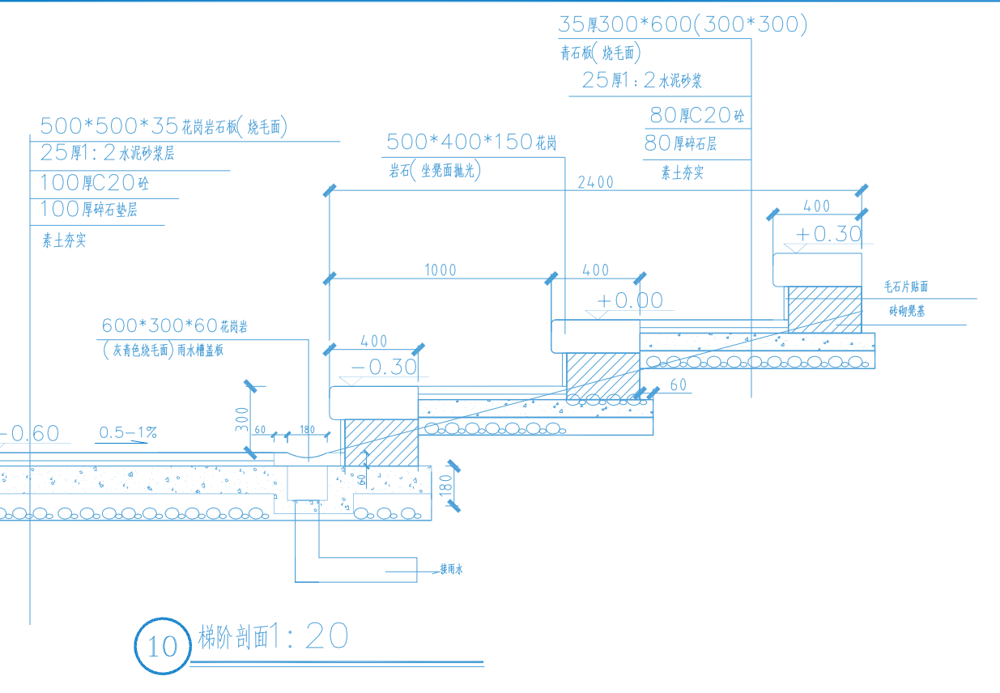 35厚300*600(300*300)
青石板(烧毛面)
25厚1:2水泥砂浆
80厚C20砼
80厚碎石层
素土夯实
500*500*35花岗岩石板(烧毛面)
25厚1:2水泥砂浆层
100厚C20砼
100厚碎石垫层
素土夯实
500*400*150花岗
岩石(坐凳面抛光)
2400
400
+0.30
1000
400
+0.00
毛石片贴面
砖砌凳基
600*300*60花岗岩
(灰青色烧毛面)雨水槽盖板
400
-0.30
60
300
60
180
-0.60
0.5-1%
60
180
接雨水
10
梯阶剖面1:20